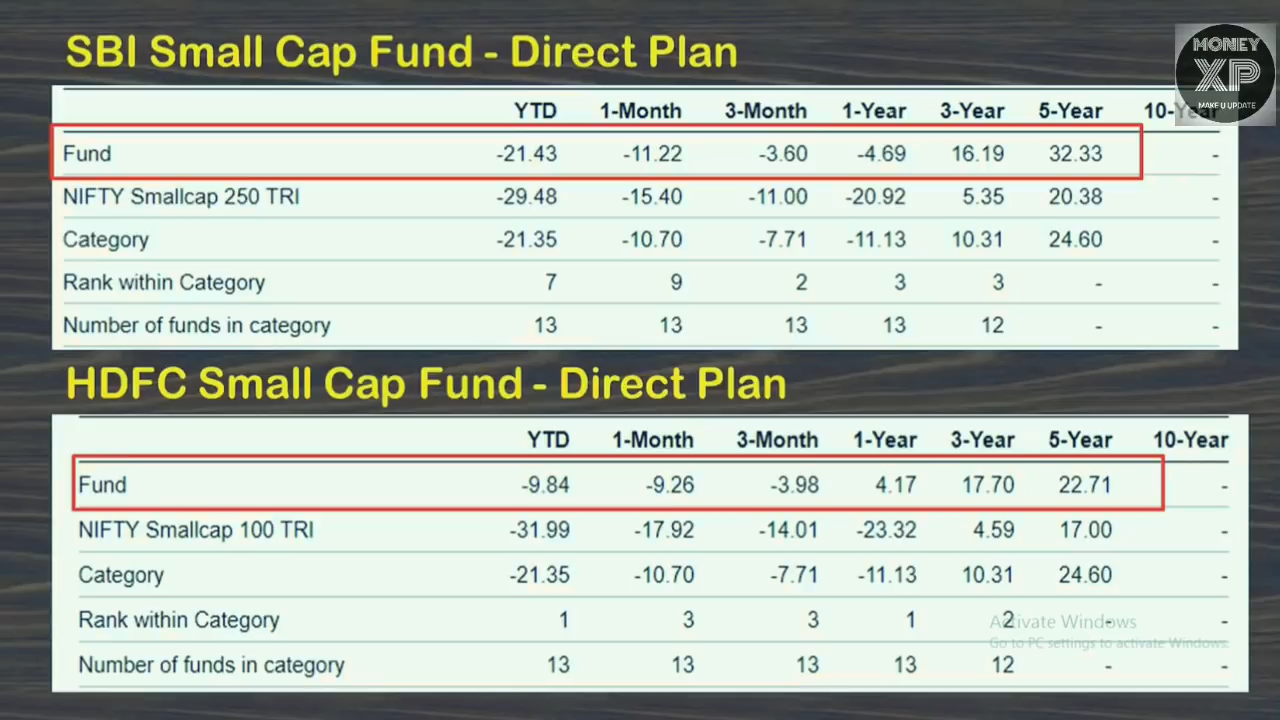 SBI Small Cap Fund - Direct Plan
MONEY
XP
MAKE U UPDATE
YTD 1-Month 3-Month 1-Year 3-Year 5-Year 10-Year
Fund -21.43 -11.22 -3.60 -4.69 16.19 32.33 -
NIFTY Smallcap 250 TRI -29.48 -15.40 -11.00 -20.92 5.35 20.38 -
Category -21.35 -10.70 -7.71 -11.13 10.31 24.60 -
Rank within Category 7 9 2 3 3 - -
Number of funds in category 13 13 13 13 12 - -
HDFC Small Cap Fund - Direct Plan
YTD 1-Month 3-Month 1-Year 3-Year 5-Year 10-Year
Fund -9.84 -9.26 -3.98 4.17 17.70 22.71 -
NIFTY Smallcap 100 TRI -31.99 -17.92 -14.01 -23.32 4.59 17.00 -
Category -21.35 -10.70 -7.71 -11.13 10.31 24.60 -
Rank within Category 1 3 3 1 2 - -
Activate Windows
Go to PC settings to activate Windows.
Number of funds in category 13 13 13 13 12 - -